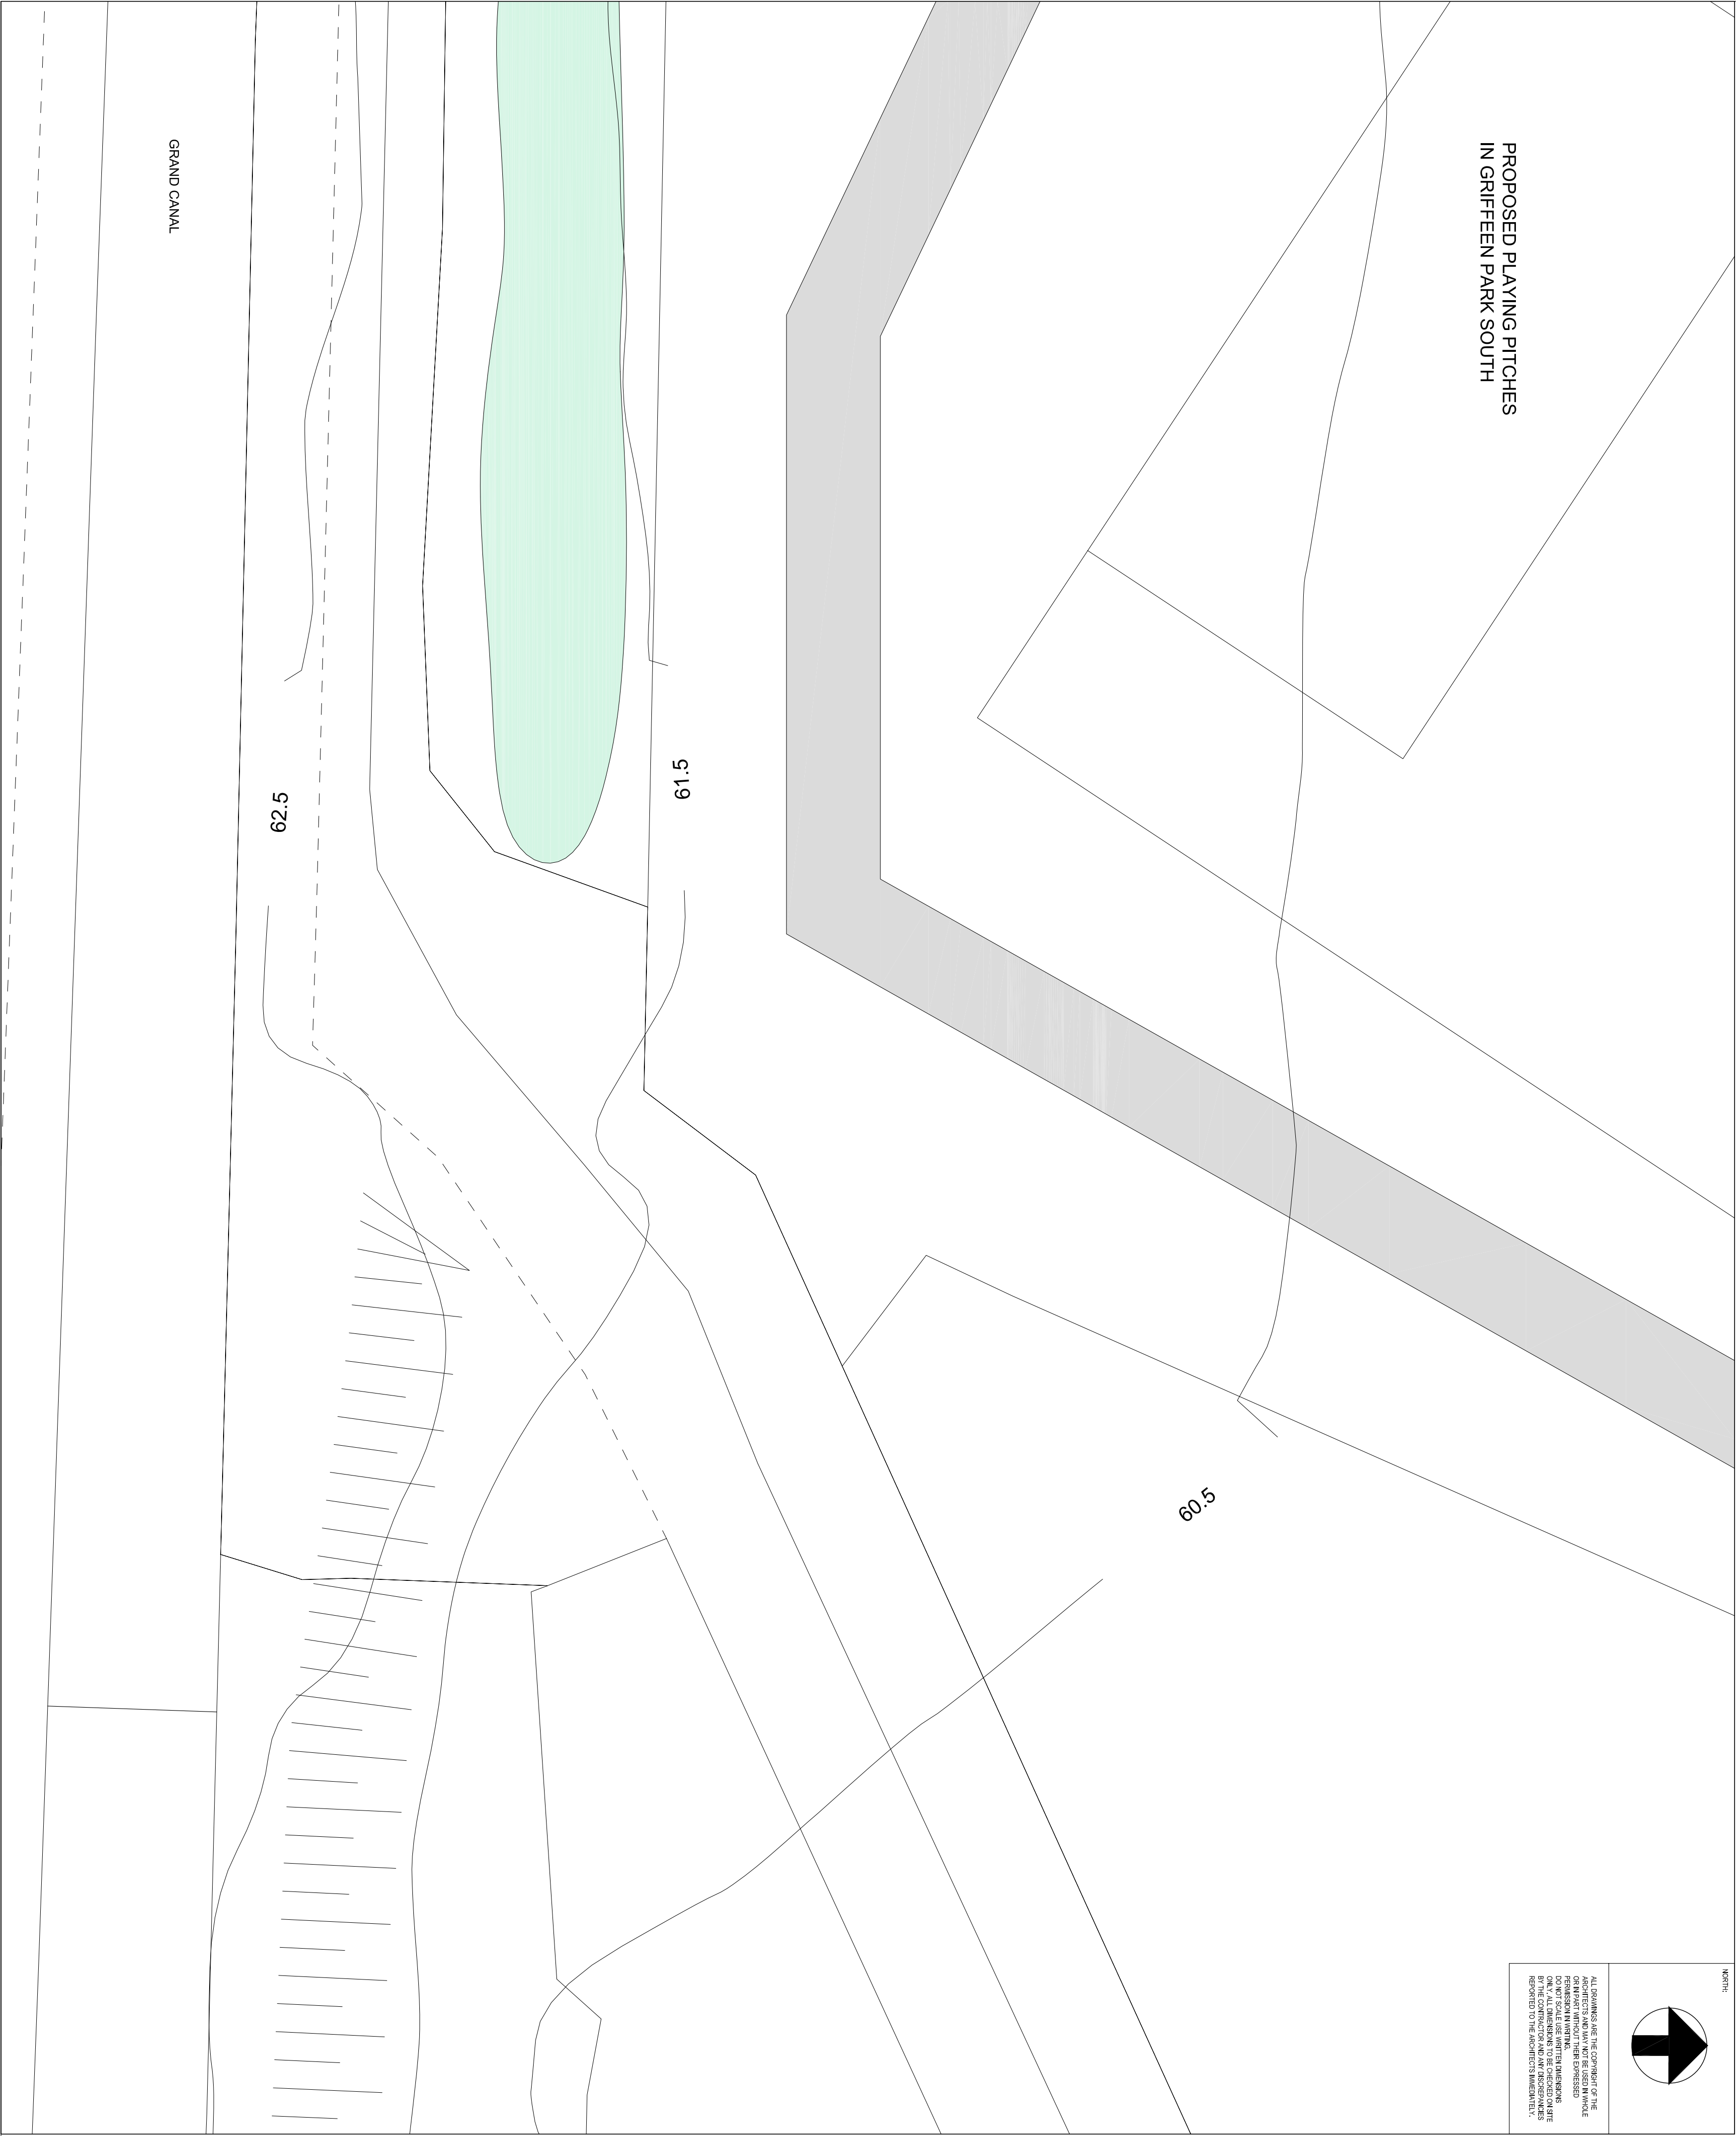 GRAND CANAL
PROPOSED PLAYING PITCHES
IN GRIFFEEN PARK SOUTH
62.5
61.5
60.5
NORTH:
ALL DRAWINGS ARE THE COPYRIGHT OF THE
ARCHITECTS AND MAY NOT BE USED IN WHOLE
OR IN PART WITHOUT THEIR EXPRESSED
PERMISSION IN WRITING.
DO NOT SCALE USE WRITTEN DIMENSIONS
ONLY. ALL DIMENSIONS TO BE CHECKED ON SITE
BY THE CONTRACTOR AND ANY DISCREPANCIES
REPORTED TO THE ARCHITECTS IMMEDIATELY.